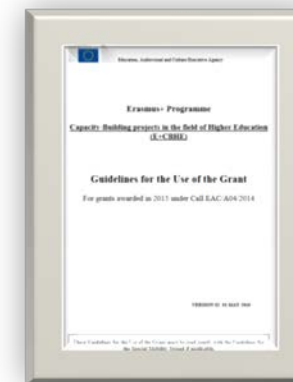 Education, Audiovisual and Culture Executive Agency
Erasmus+ Programme
Capacity-Building projects in the field of Higher Education
(E+CBHE)
Guidelines for the Use of the Grant
For grants awarded in 2015 under Call EAC/A04/2014